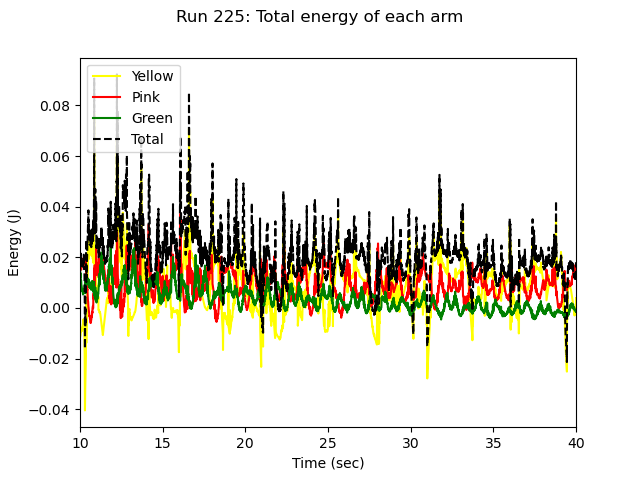 Run 225: Total energy of each arm
Yellow
Pink
Green
Total
0.08
0.06
0.04
0.02
0.00
−0.02
−0.04
Energy (J)
10
15
20
25
30
35
40
Time (sec)